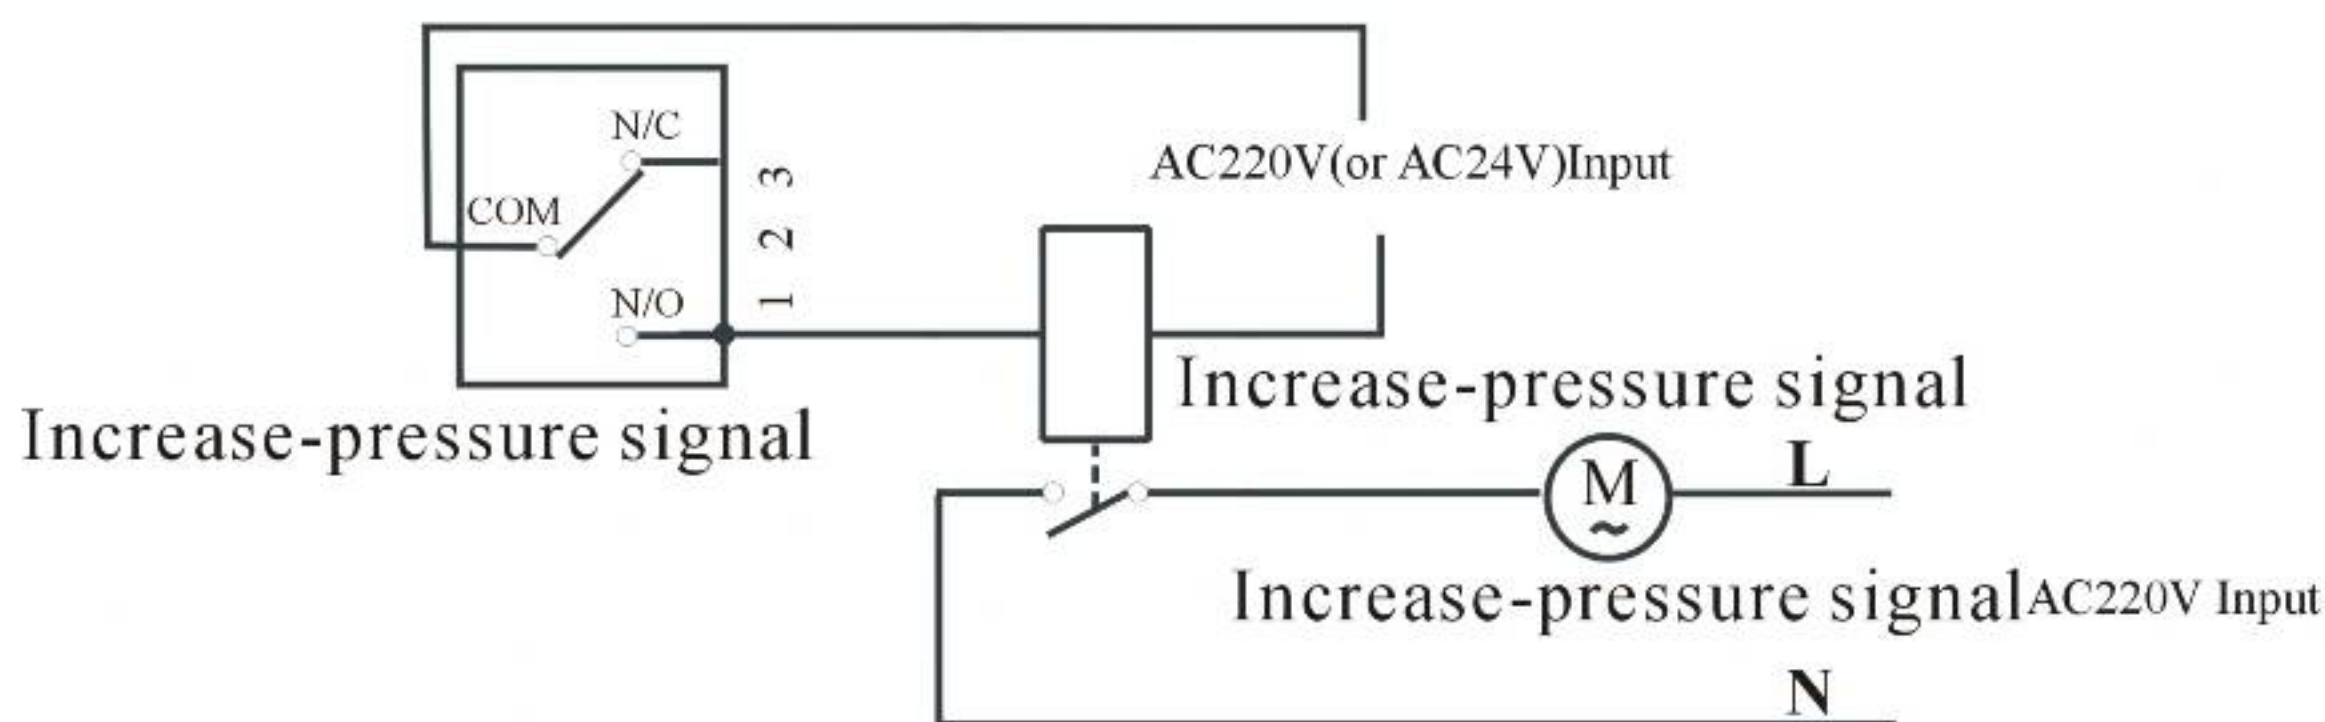 N/C
AC220V(or AC24V)Input
3
COM
2
N/O
1
Increase-pressure signal
Increase-pressure signal
L
M
~
Increase-pressure signal AC220V Input
N